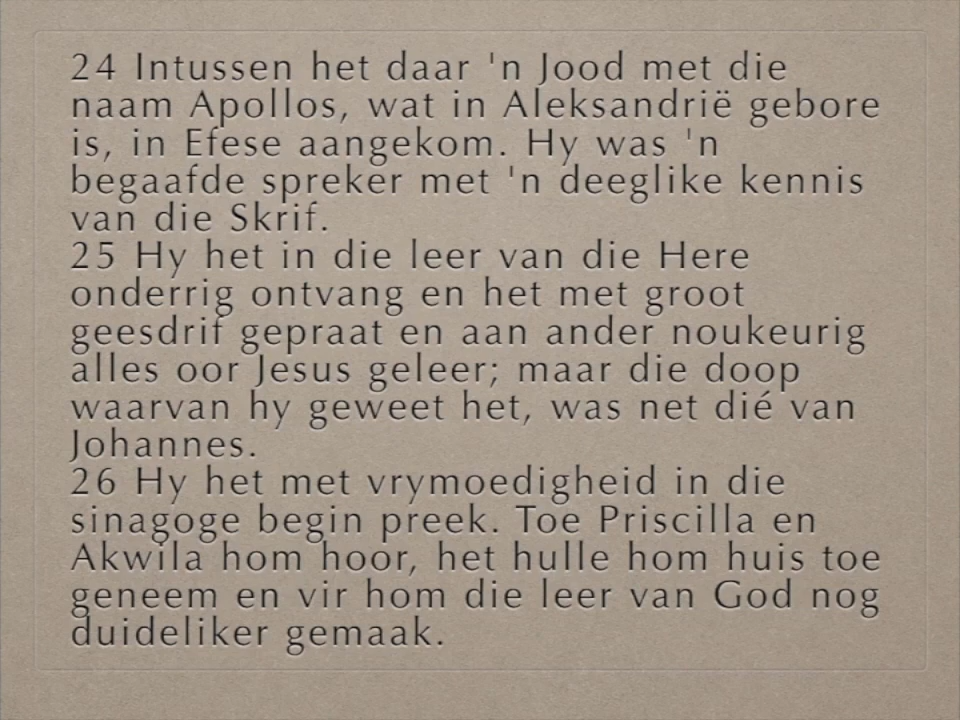 24 Intussen het daar 'n Jood met die
naam Apollos, wat in Aleksandrië gebore
is, in Efese aangekom. Hy was 'n
begaafde spreker met 'n deeglike kennis
van die Skrif.
25 Hy het in die leer van die Here
onderrig ontvang en het met groot
geesdrif gepraat en aan ander noukeurig
alles oor Jesus geleer; maar die doop
waarvan hy geweet het, was net dié van
Johannes.
26 Hy het met vrymoedigheid in die
sinagoge begin preek. Toe Priscilla en
Akwila hom hoor, het hulle hom huis toe
geneem en vir hom die leer van God nog
duideliker gemaak.